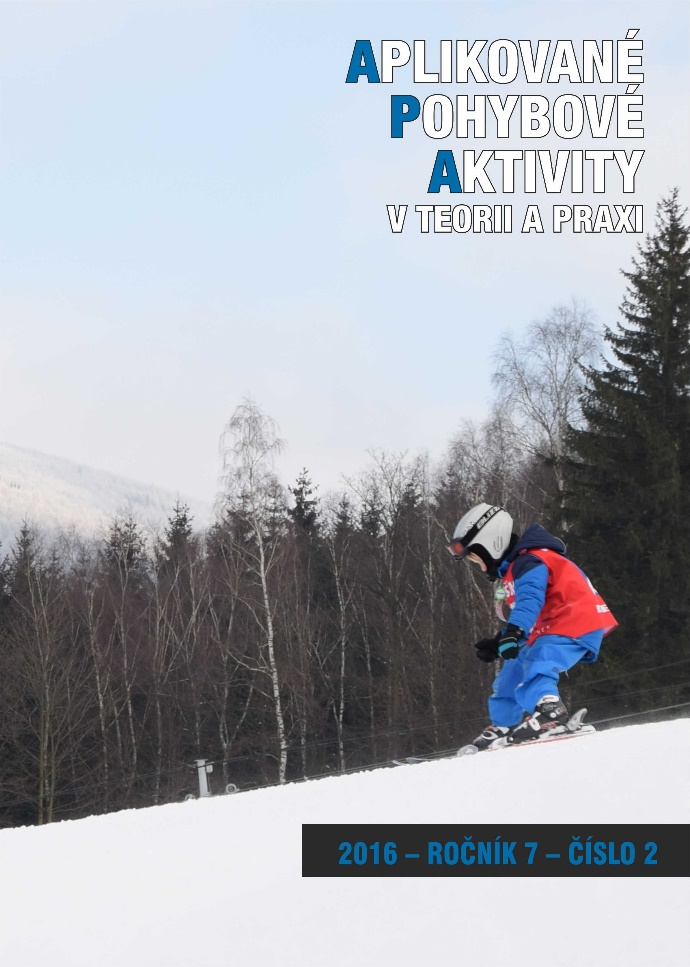 APLIKOVANÉ
POHYBOVÉ
AKTIVITY
V TEORII A PRAXI
2016 – ROČNÍK 7 – ČÍSLO 2